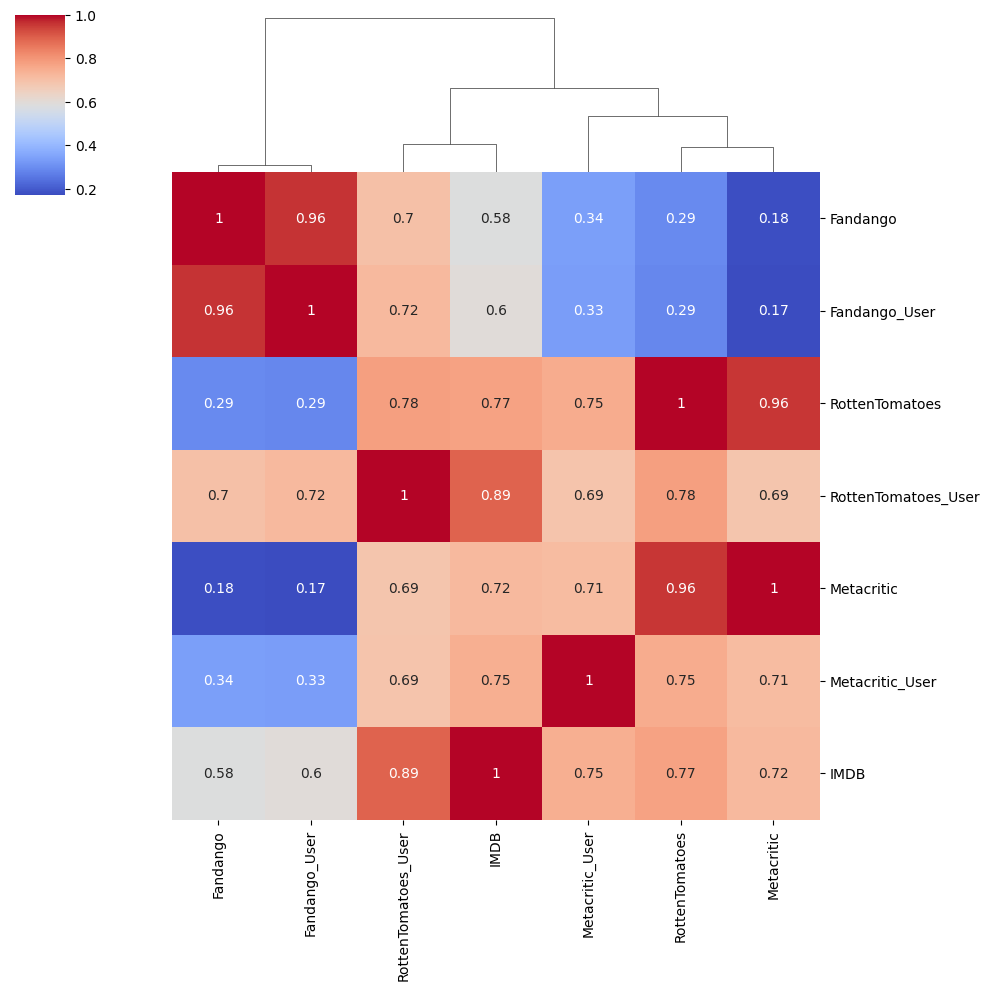 1.0
0.8
0.6
0.4
0.2
1 0.96 0.7 0.58 0.34 0.29 0.18 Fandango
0.96 1 0.72 0.6 0.33 0.29 0.17 Fandango_User
0.29 0.29 0.78 0.77 0.75 1 0.96 RottenTomatoes
0.7 0.72 1 0.89 0.69 0.78 0.69 RottenTomatoes_User
0.18 0.17 0.69 0.72 0.71 0.96 1 Metacritic
0.34 0.33 0.69 0.75 1 0.75 0.71 Metacritic_User
0.58 0.6 0.89 1 0.75 0.77 0.72 IMDB
Fandango
Fandango_User
RottenTomatoes_User
IMDB
Metacritic_User
RottenTomatoes
Metacritic